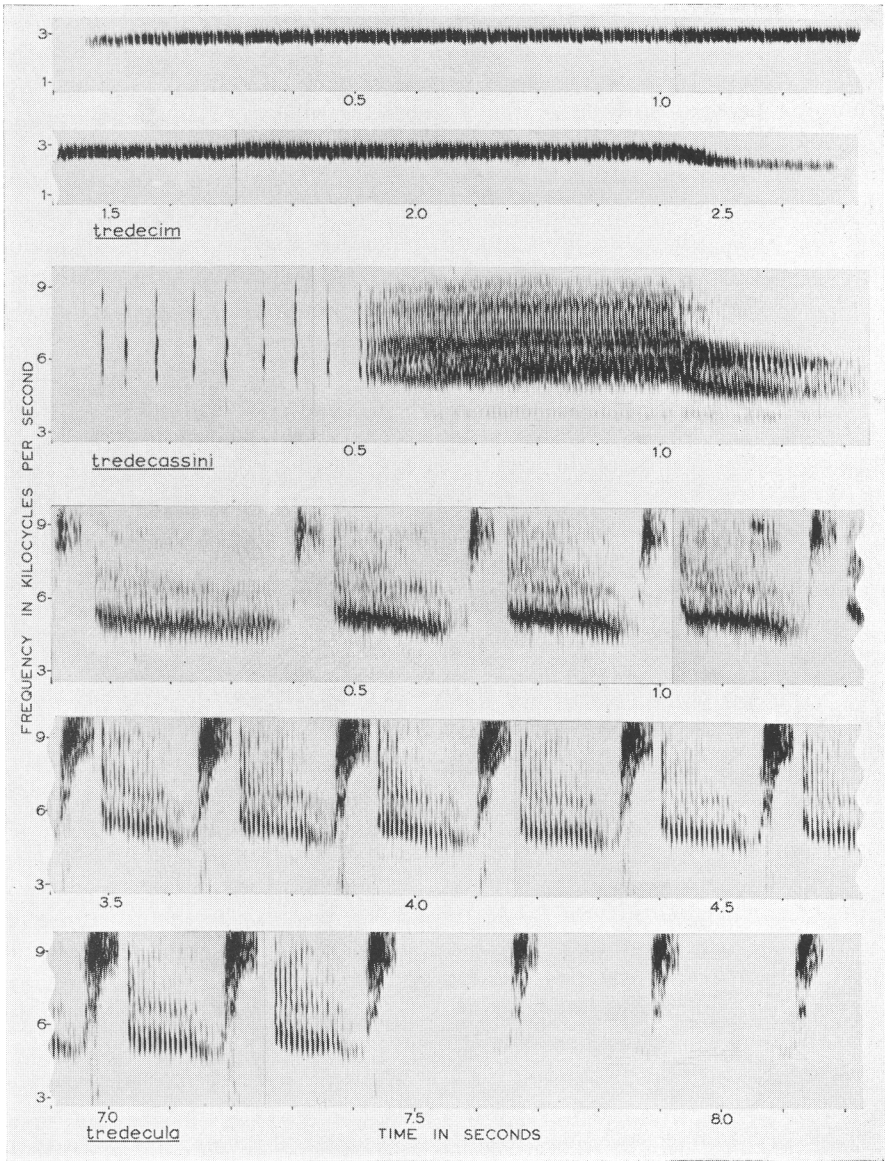 3-
1-
0.5 1.0
3-
1-
1.5 2.0 2.5
tredecim
9-
6-
3-
0.5 1.0
tredecassini
FREQUENCY IN KILOCYCLES PER SECOND
9-
6-
3-
0.5 1.0
9-
6-
3-
3.5 4.0 4.5
9-
6-
3-
7.0 7.5 8.0
tredecula TIME IN SECONDS